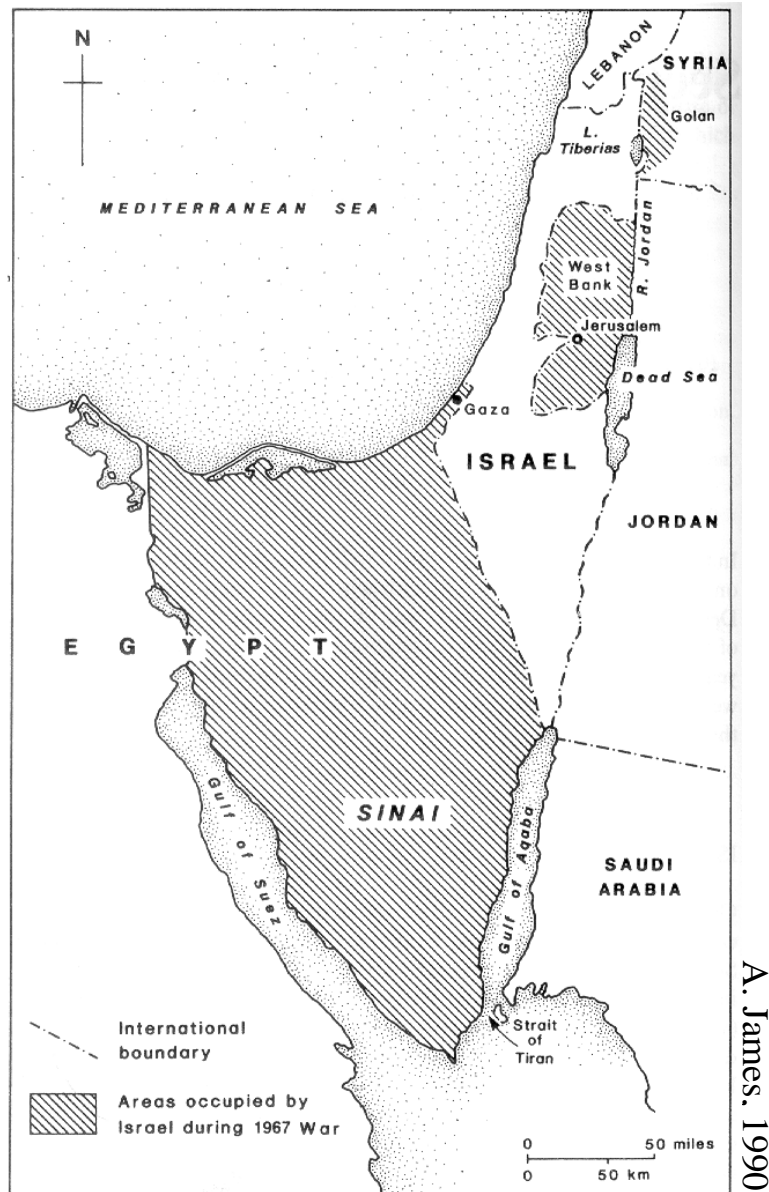 N
LEBANON
SYRIA
Golan
L.
Tiberias
MEDITERRANEAN SEA
R. Jordan
West
Bank
Jerusalem
Dead Sea
Gaza
ISRAEL
JORDAN
EGYPT
SINAI
Gulf of Suez
Gulf of Aqaba
SAUDI
ARABIA
Strait
of
Tiran
International
boundary
Areas occupied by
Israel during 1967 War
0 50 miles
0 50 km
A. James. 1990